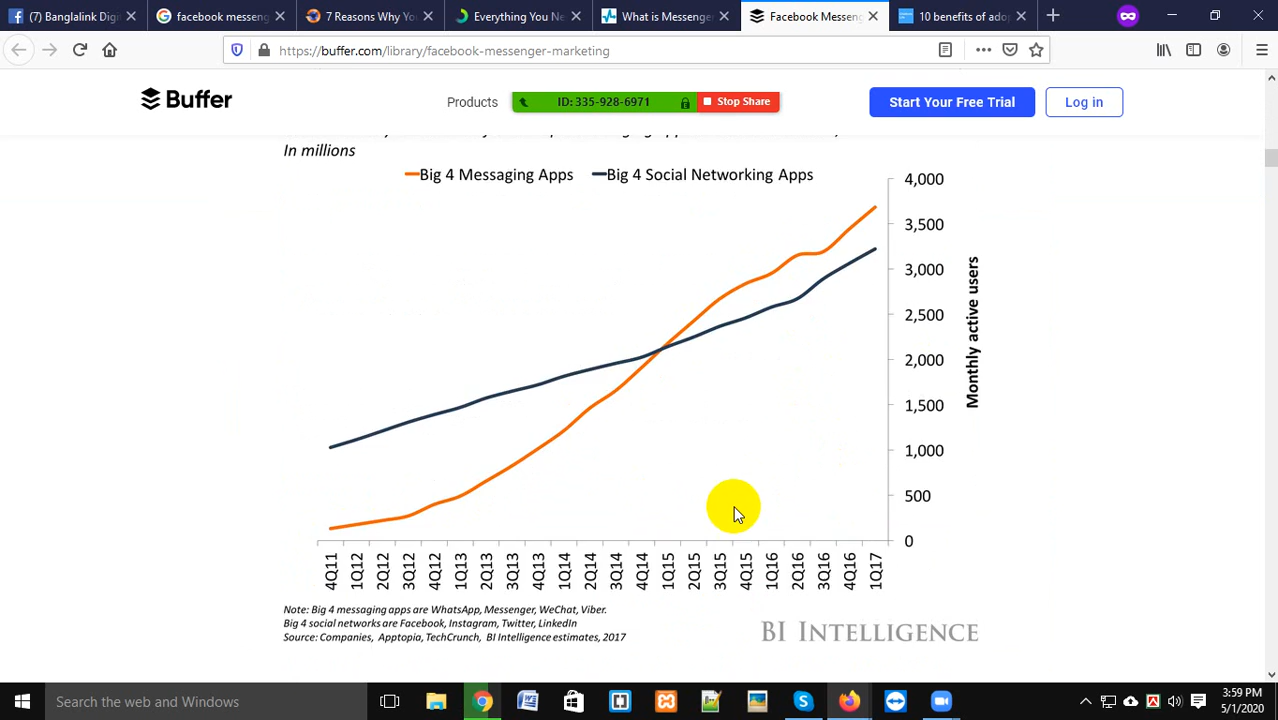 (7) Banglalink Dig
facebook messeng
7 Reasons Why You
Everything You Ne
What is Messenger
Facebook Messen
10 benefits of ado
https://buffer.com/library/facebook-messenger-marketing
Buffer
Products
ID: 335-928-6971
Stop Share
Start Your Free Trial
Log in
In millions
Big 4 Messaging Apps
Big 4 Social Networking Apps
4,000
3,500
3,000
2,500
2,000
1,500
1,000
500
0
Monthly active users
4Q11 1Q12 2Q12 3Q12 4Q12 1Q13 2Q13 3Q13 4Q13 1Q14 2Q14 3Q14 4Q14 1Q15 2Q15 3Q15 4Q15 1Q16 2Q16 3Q16 4Q16 1Q17
Note: Big 4 messaging apps are WhatsApp, Messenger, WeChat, Viber.
Big 4 social networks are Facebook, Instagram, Twitter, LinkedIn
Source: Companies, Apptopia, TechCrunch, BI Intelligence estimates, 2017
BI INTELLIGENCE
Search the web and Windows
3:59 PM
5/1/2020